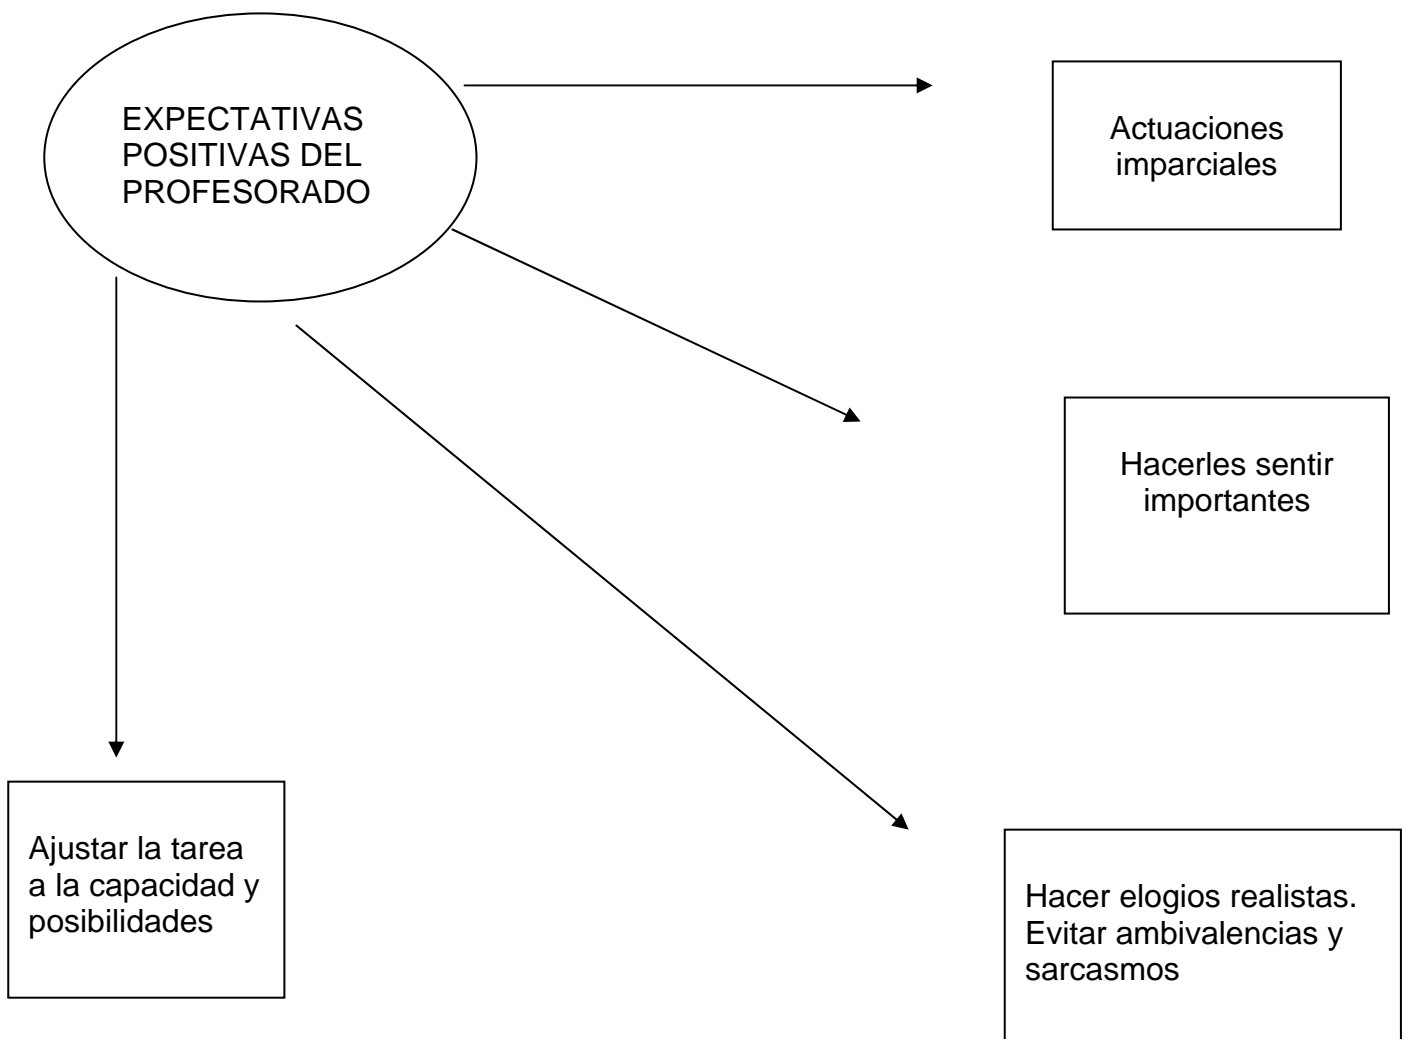 EXPECTATIVAS
POSITIVAS DEL
PROFESORADO
Actuaciones
imparciales
Hacerles sentir
importantes
Ajustar la tarea
a la capacidad y
posibilidades
Hacer elogios realistas.
Evitar ambivalencias y
sarcasmos